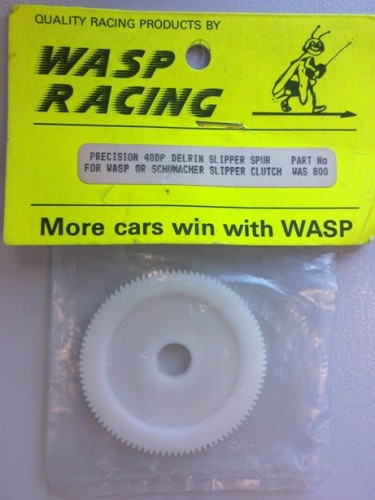 QUALITY RACING PRODUCTS BY
WASP
RACING
PRECISION 48DP DELRIN SLIPPER SPUR PART No
FOR WASP OR SCHUMACHER SLIPPER CLUTCH WAS 800
More cars win with WASP